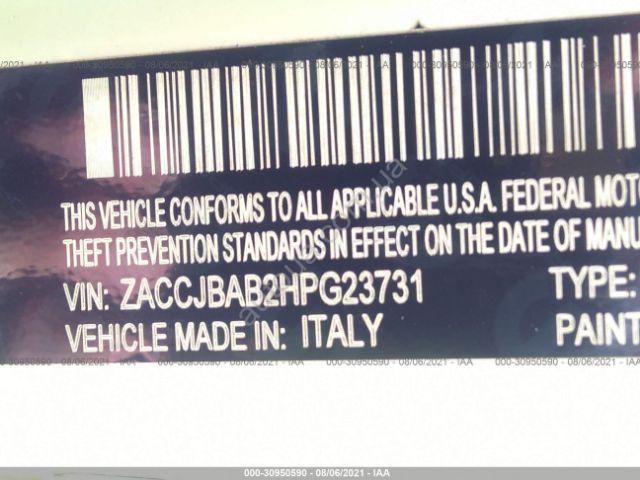 THIS VEHICLE CONFORMS TO ALL APPLICABLE U.S.A. FEDERAL MOTO
THEFT PREVENTION STANDARDS IN EFFECT ON THE DATE OF MANU
VIN: ZACCJBAB2HPG23731 TYPE:
VEHICLE MADE IN: ITALY PAINT
000-30950590 - 08/06/2021 - IAA